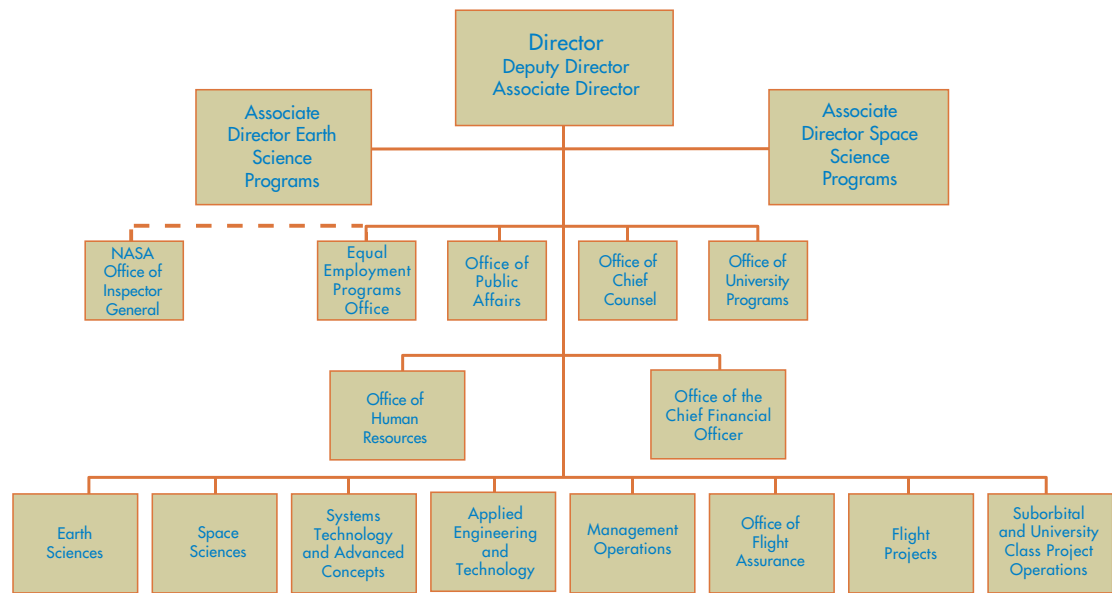 Director
Deputy Director
Associate Director
Associate
Director Earth
Science
Programs
Associate
Director Space
Science
Programs
NASA
Office of
Inspector
General
Equal
Employment
Programs
Office
Office of
Public
Affairs
Office of
Chief
Counsel
Office of
University
Programs
Office of
Human
Resources
Office of the
Chief Financial
Officer
Earth
Sciences
Space
Sciences
Systems
Technology
and Advanced
Concepts
Applied
Engineering
and
Technology
Management
Operations
Office of
Flight
Assurance
Flight
Projects
Suborbital
and University
Class Project
Operations